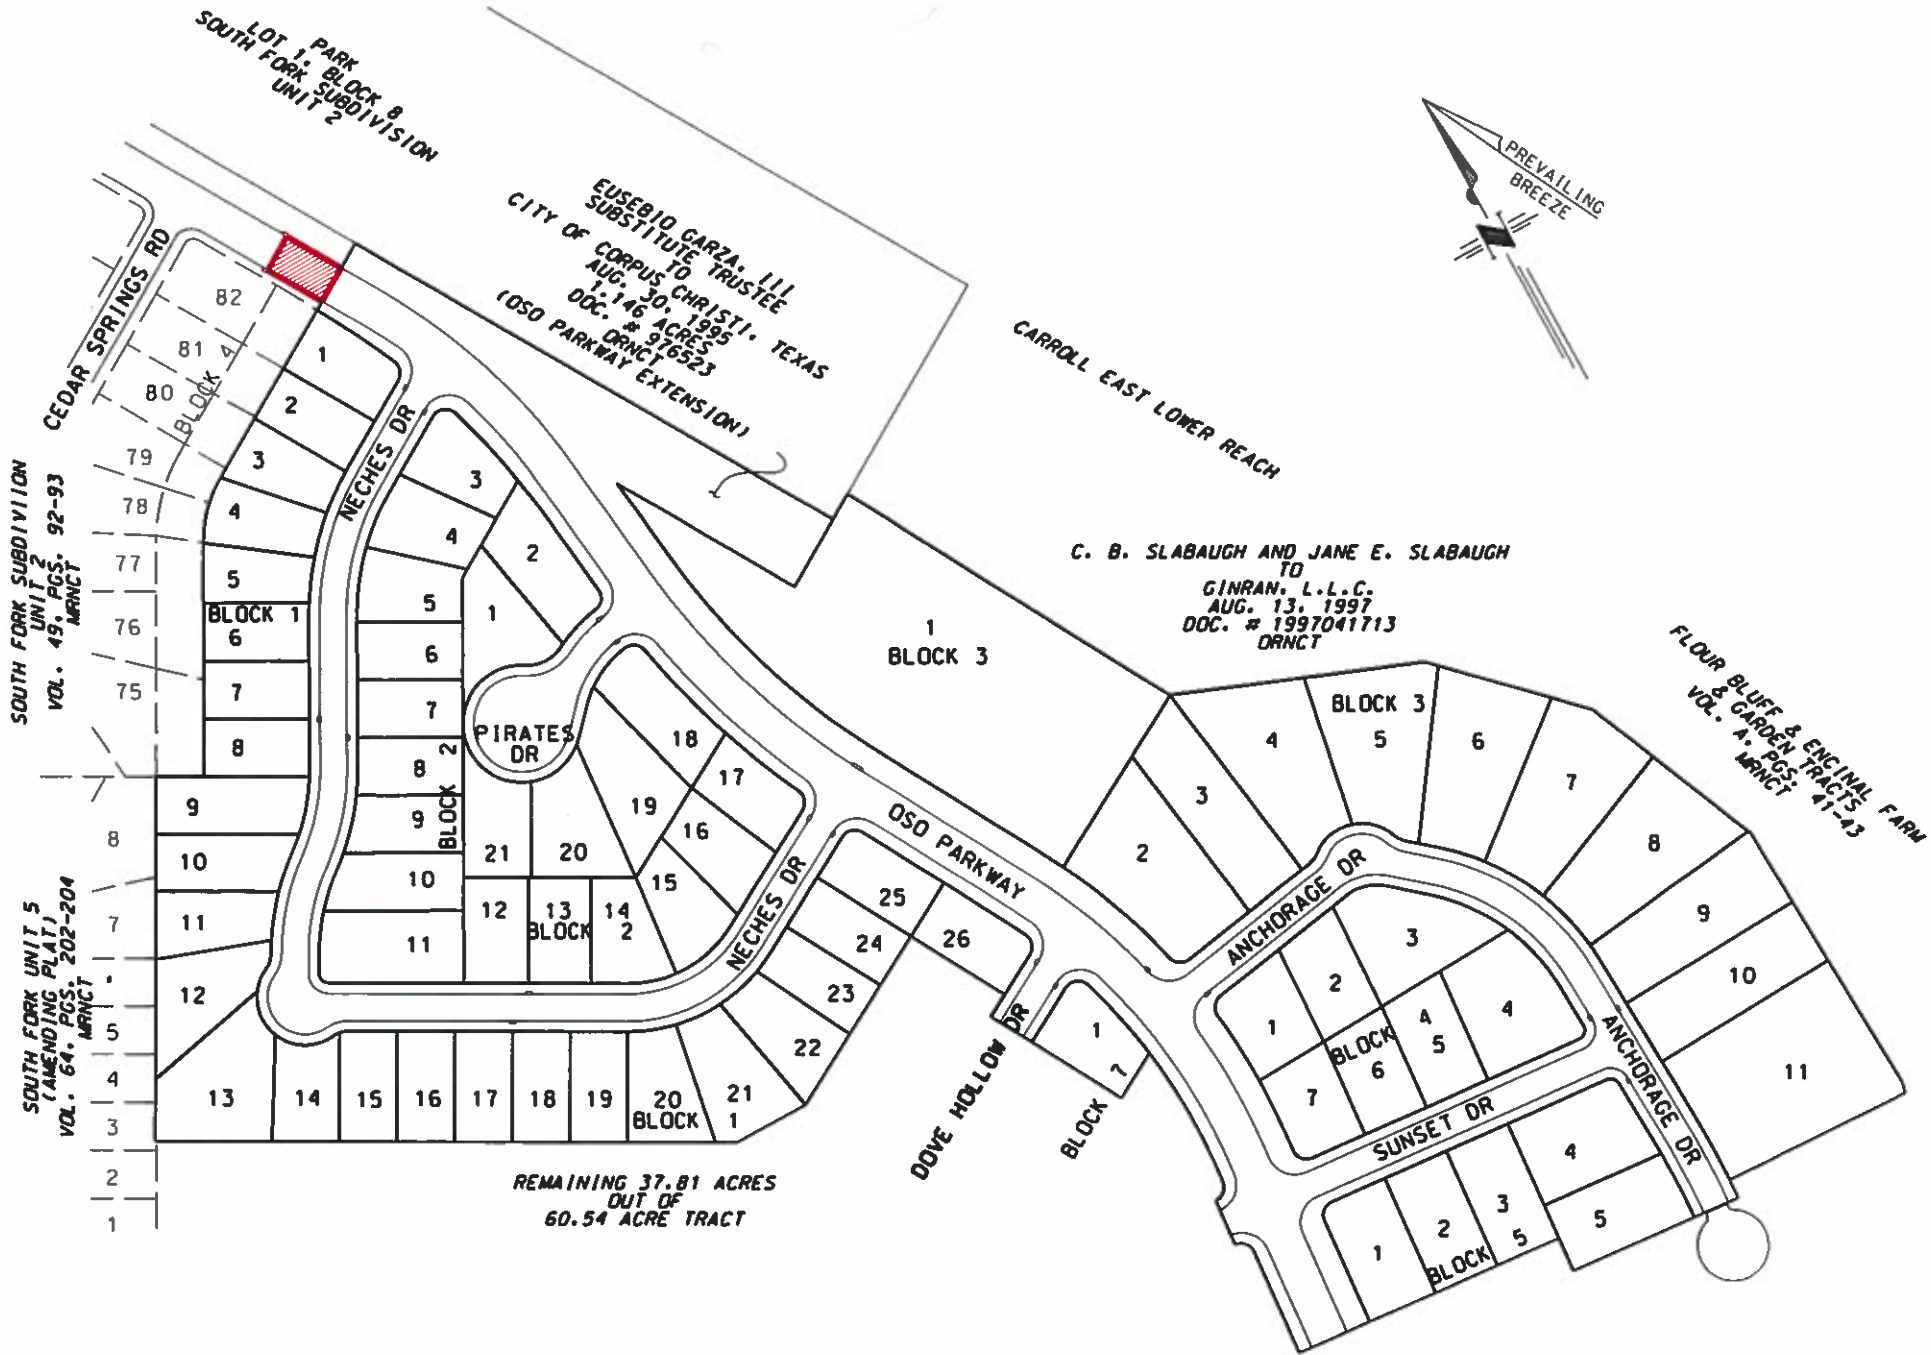 PARK
LOT 1, BLOCK 8
SOUTH FORK SUBDIVISION
UNIT 2
EUSEBIO GARZA, III
SUBSTITUTE TRUSTEE
TO
CITY OF CORPUS CHRISTI, TEXAS
AUG. 30, 1995
1.146 ACRES
DOC. # 976523
DRNCT
(OSO PARKWAY EXTENSION)
PREVAILING
BREEZE
CARROLL EAST LOWER REACH
C. B. SLABAUGH AND JANE E. SLABAUGH
TO
GINRAN, L.L.C.
AUG. 13, 1997
DOC. # 1997041713
DRNCT
FLOUR BLUFF & ENCINAL FARM
& GARDEN TRACTS
VOL. A, PGS. 41-43
MRNCT
CEDAR SPRINGS RD
82
81
80
BLOCK 4
79
78
77
76
75
SOUTH FORK SUBDIVIION
UNIT 2
VOL. 49, PGS. 92-93
MRNCT
SOUTH FORK UNIT 5
(AMENDING PLAT)
VOL. 64, PGS. 202-204
MRNCT
8
7
5
4
3
2
1
1
2
3
4
5
BLOCK 1
6
7
8
9
10
11
12
13
14
15
16
17
18
19
20
BLOCK 1
21
22
23
24
25
26
NECHES DR
3
4
2
1
5
6
7
8
9
BLOCK 2
10
11
12
13
14
BLOCK 2
15
16
17
18
19
20
21
PIRATES
DR
NECHES DR
OSO PARKWAY
1
BLOCK 3
2
3
4
BLOCK 3
5
6
7
8
9
10
11
ANCHORAGE DR
ANCHORAGE DR
1
2
3
4
4
5
BLOCK
6
7
SUNSET DR
1
2
3
BLOCK 5
4
5
DOVE HOLLOW DR
1
BLOCK 7
REMAINING 37.81 ACRES
OUT OF
60.54 ACRE TRACT